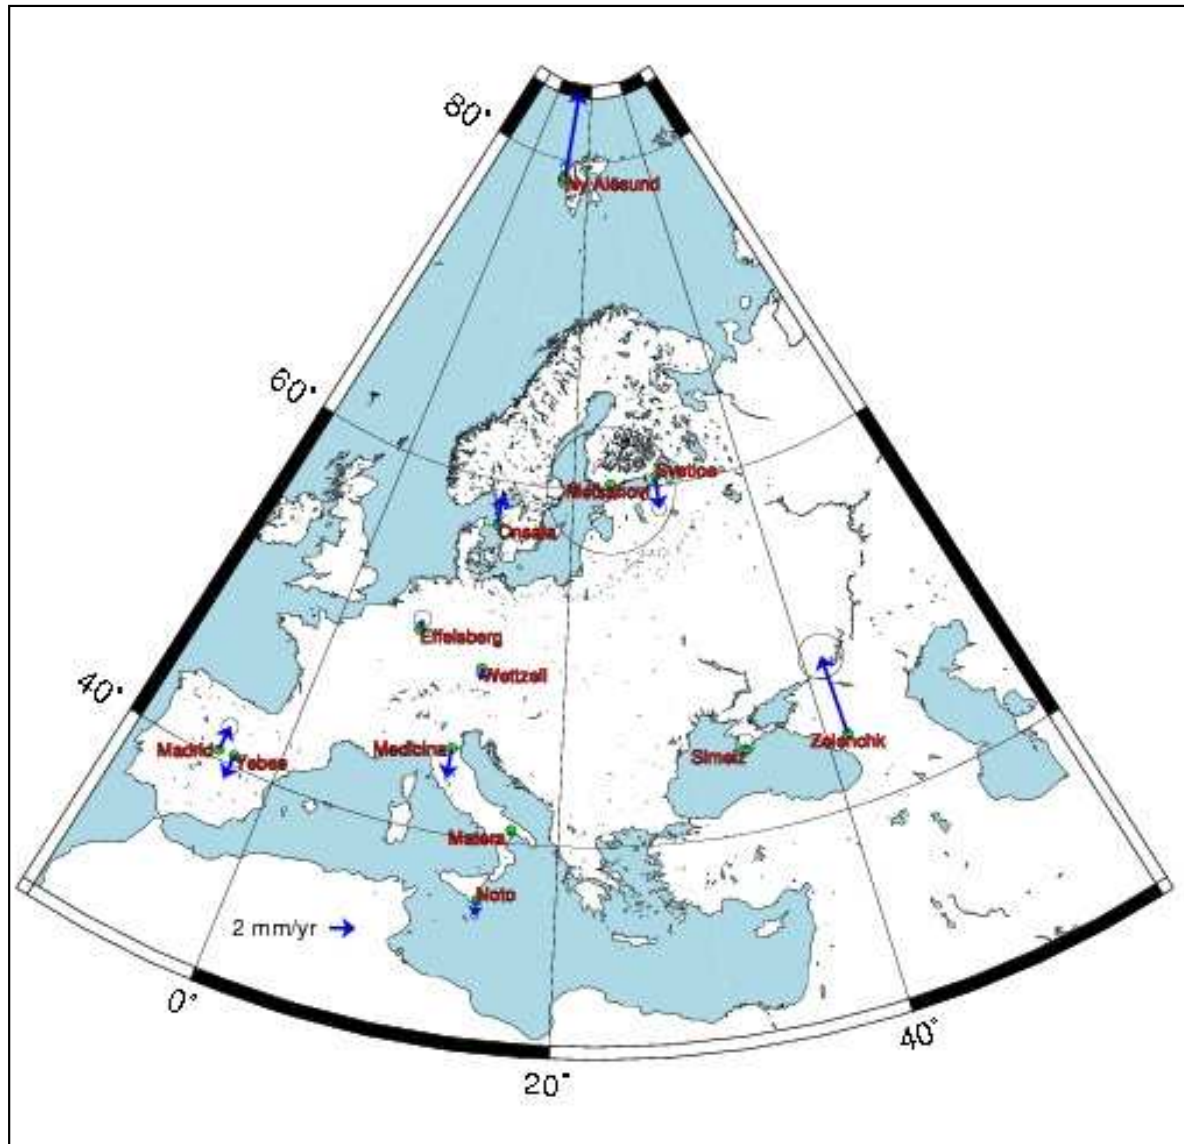 80°
Ny Alesund
60°
Svetloe
Metsahovi
Onsala
Effelsberg
Wettzell
40°
Madrid
Yebes
Medicina
Simeiz
Zelenchk
Matera
Noto
2 mm/yr
0°
20°
40°